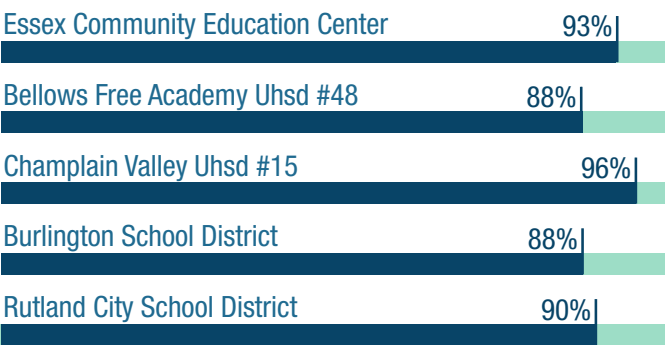 Essex Community Education Center 93%
Bellows Free Academy Uhsd #48 88%
Champlain Valley Uhsd #15 96%
Burlington School District 88%
Rutland City School District 90%